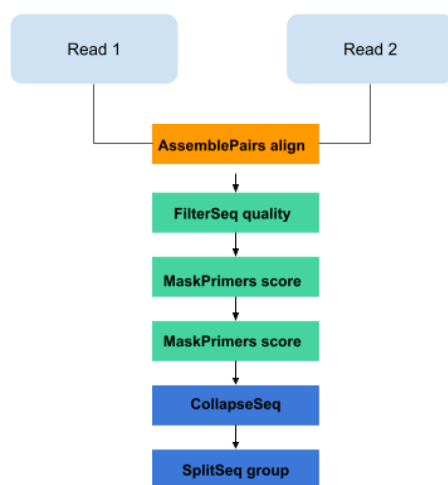 Read 1
Read 2
AssemblePairs align
FilterSeq quality
MaskPrimers score
MaskPrimers score
CollapseSeq
SplitSeq group